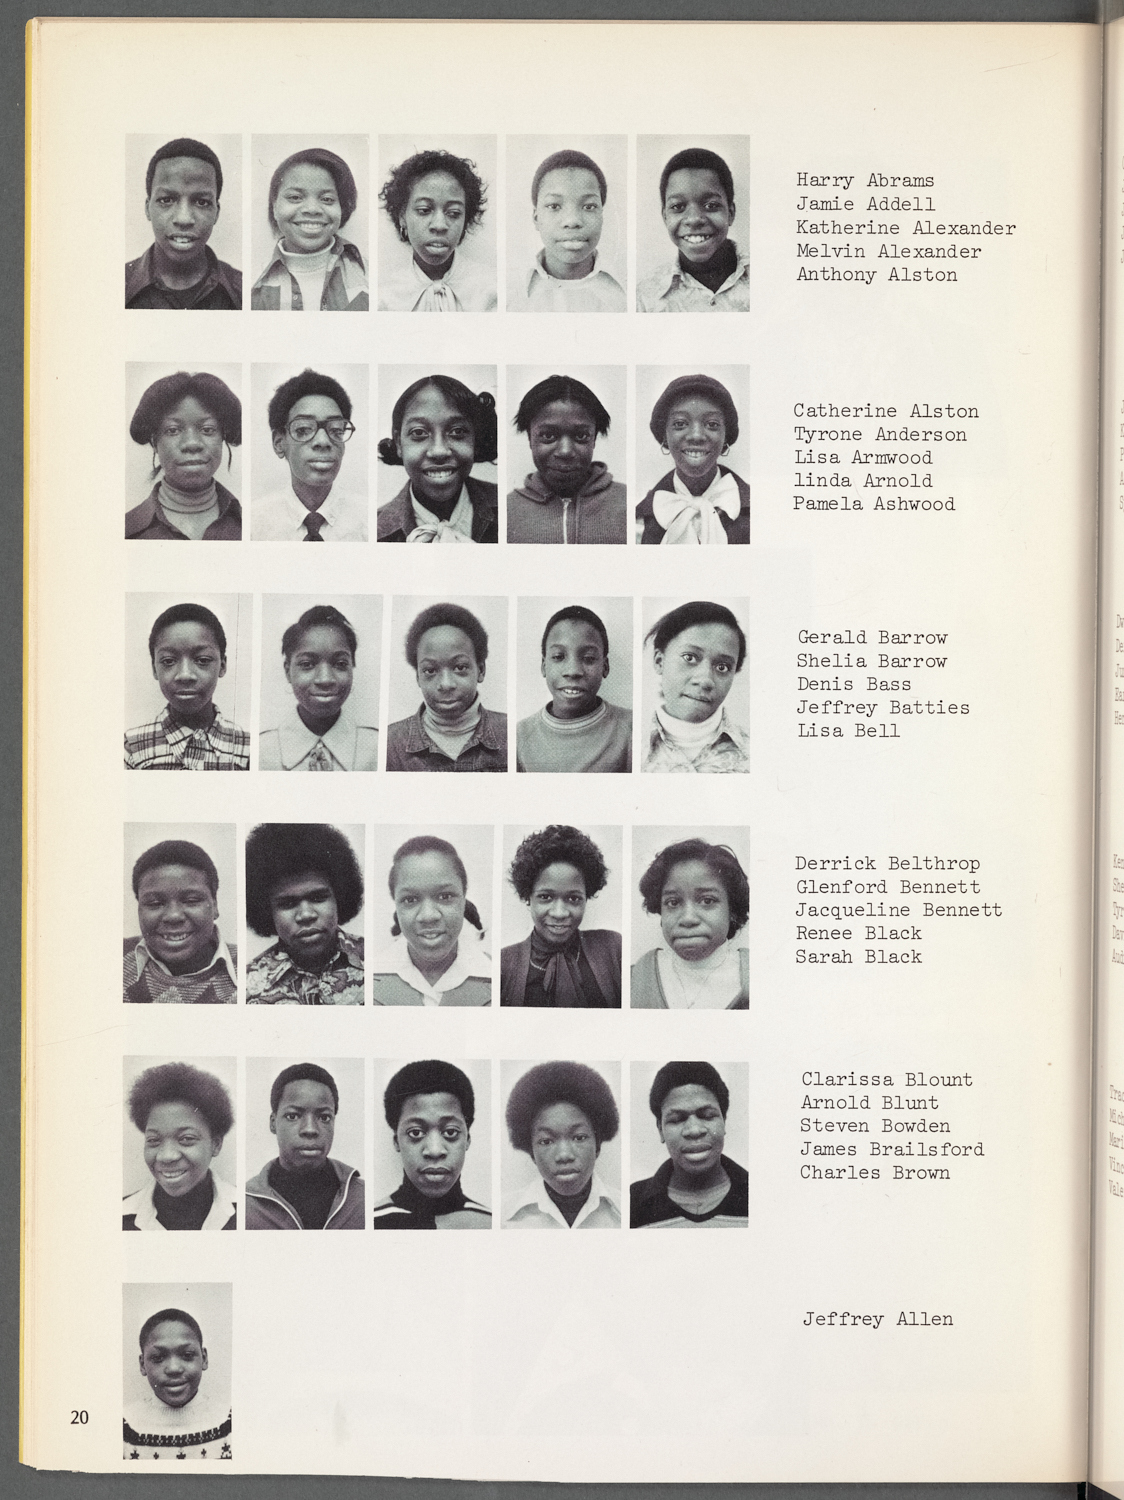 Harry Abrams
Jamie Addell
Katherine Alexander
Melvin Alexander
Anthony Alston
Catherine Alston
Tyrone Anderson
Lisa Armwood
linda Arnold
Pamela Ashwood
Gerald Barrow
Shelia Barrow
Denis Bass
Jeffrey Batties
Lisa Bell
Derrick Belthrop
Glenford Bennett
Jacqueline Bennett
Renee Black
Sarah Black
Clarissa Blount
Arnold Blunt
Steven Bowden
James Brailsford
Charles Brown
Jeffrey Allen
20